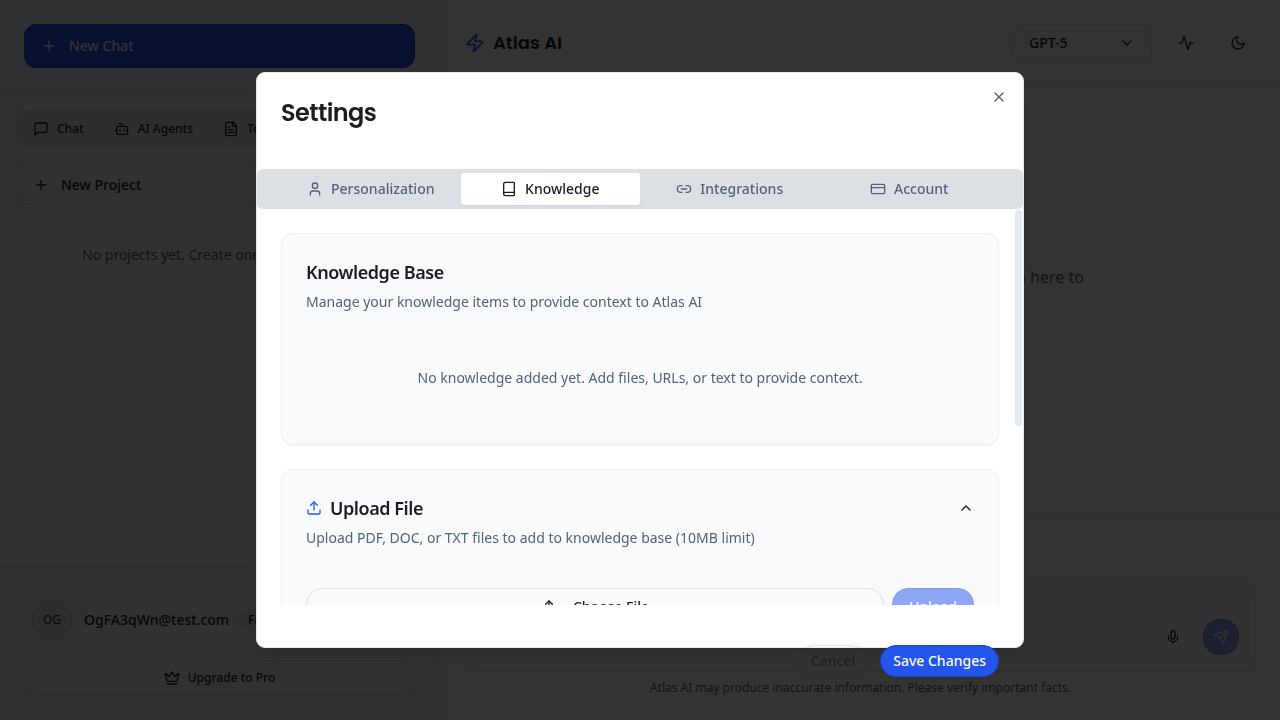 New Chat
Atlas AI
GPT-5
Chat
AI Agents
New Project
No projects yet. Create one
here to
Settings
Personalization
Knowledge
Integrations
Account
Knowledge Base
Manage your knowledge items to provide context to Atlas AI
No knowledge added yet. Add files, URLs, or text to provide context.
Upload File
Upload PDF, DOC, or TXT files to add to knowledge base (10MB limit)
Choose File
Upload
OG
OgFA3qWn@test.com
Upgrade to Pro
Cancel
Save Changes
Atlas AI may produce inaccurate information. Please verify important facts.